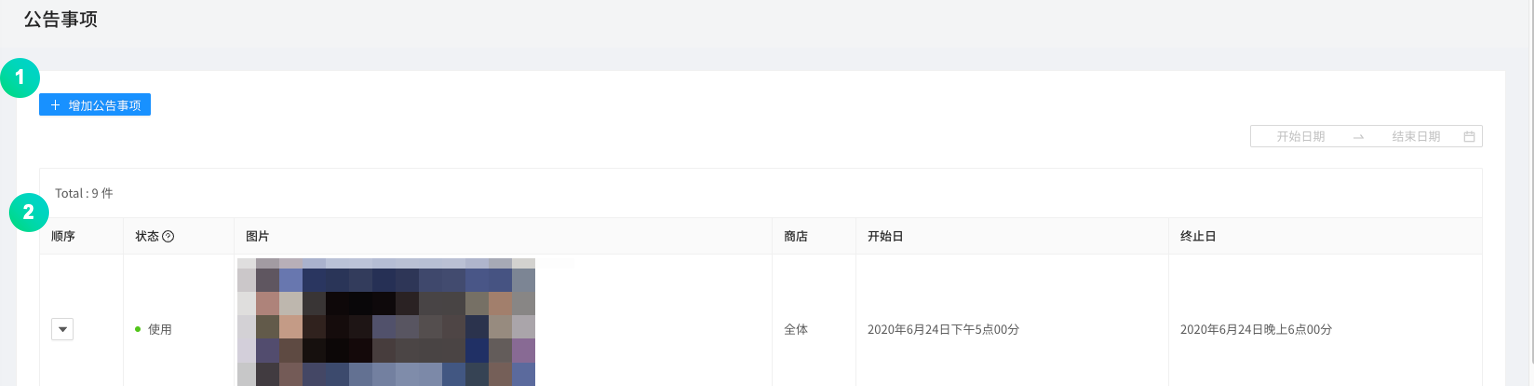 公告事项
1
+ 增加公告事项
开始日期 → 结束日期
Total : 9 件
2
顺序 状态 ? 图片 商店 开始日 终止日
使用 全体 2020年6月24日下午5点00分 2020年6月24日晚上6点00分